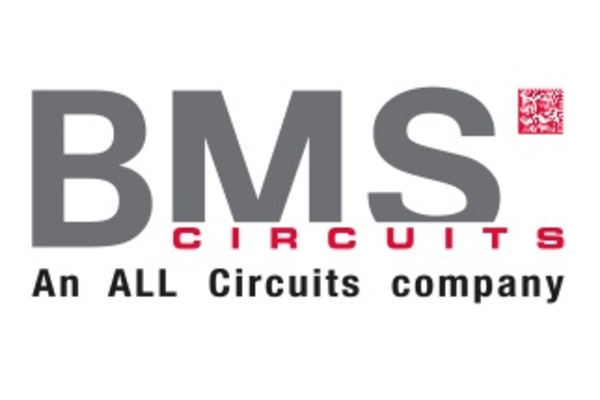 BMS
CIRCUITS
An ALL Circuits company